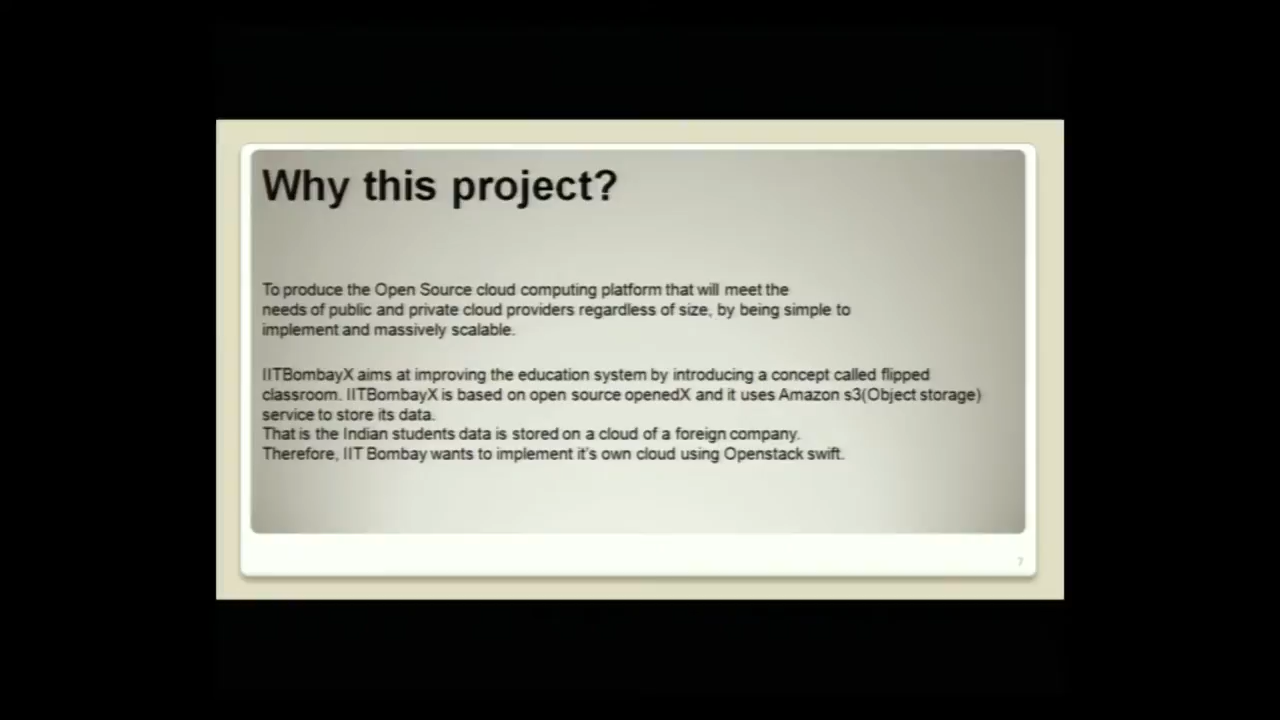 Why this project?
To produce the Open Source cloud computing platform that will meet the
needs of public and private cloud providers regardless of size, by being simple to
implement and massively scalable.
IITBombayX aims at improving the education system by introducing a concept called flipped
classroom. IITBombayX is based on open source openedX and it uses Amazon s3(Object storage)
service to store its data.
That is the Indian students data is stored on a cloud of a foreign company.
Therefore, IIT Bombay wants to implement it's own cloud using Openstack swift.
7